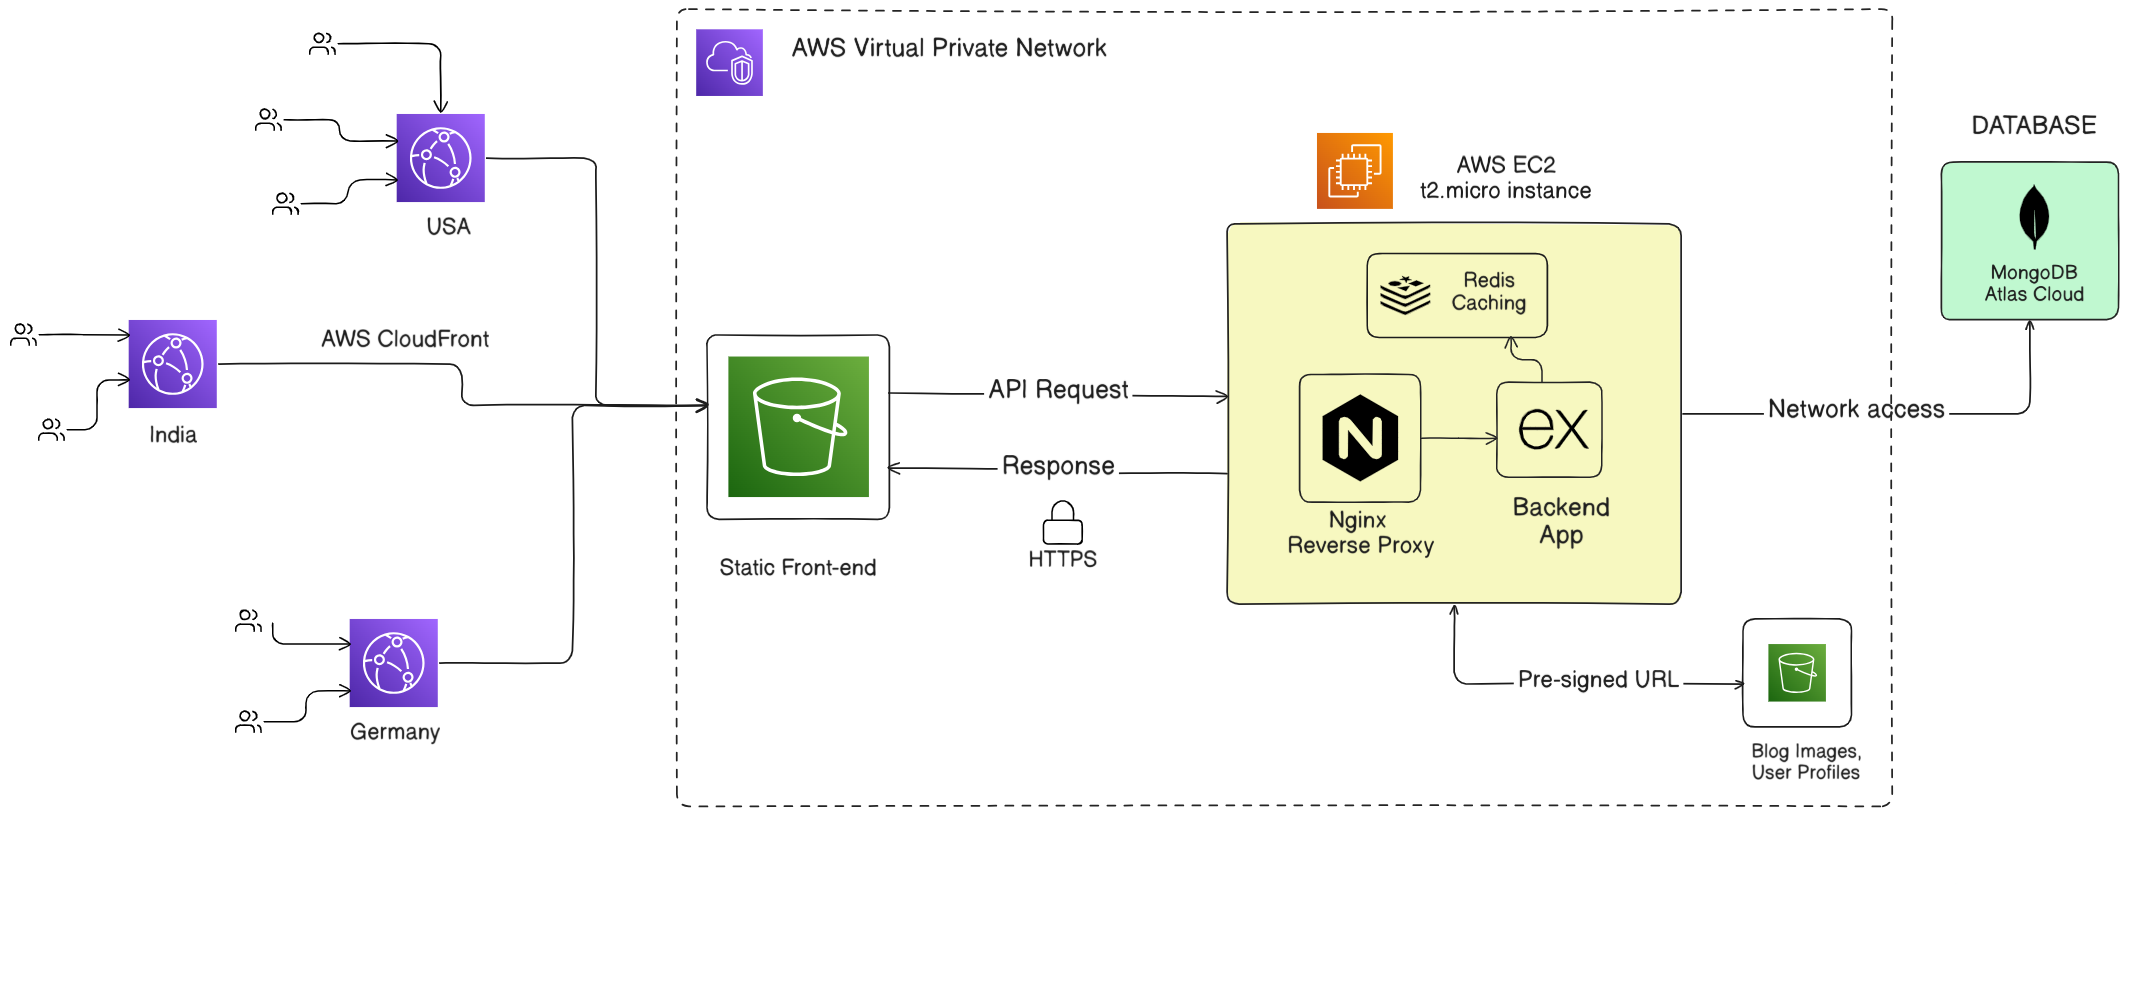 AWS Virtual Private Network
DATABASE
AWS EC2
t2.micro instance
USA
Redis
Caching
MongoDB
Atlas Cloud
AWS CloudFront
India
API Request
Network access
ex
N
Response
Backend
App
Nginx
Reverse Proxy
HTTPS
Static Front-end
Pre-signed URL
Germany
Blog Images,
User Profiles